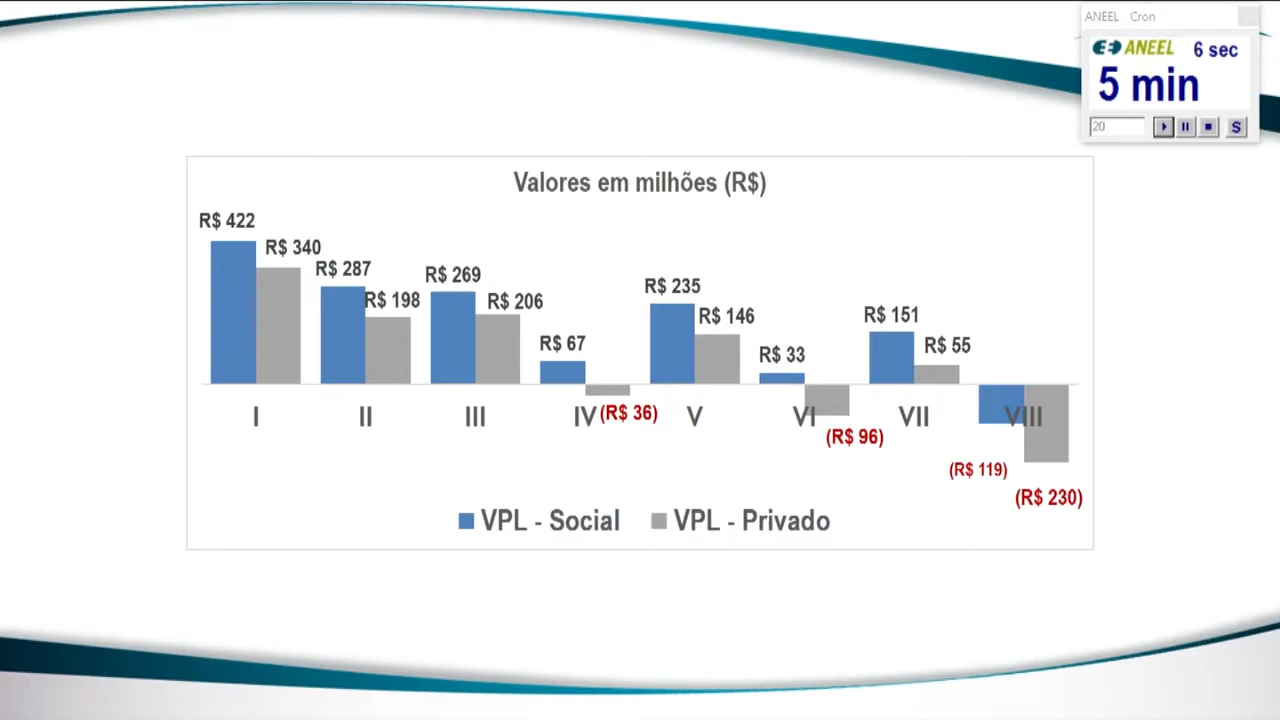 ANEEL Cron
ANEEL 6 sec
5 min
20
S
Valores em milhões (R$)
R$ 422
R$ 340
R$ 287
R$ 198
R$ 269
R$ 206
R$ 67
(R$ 36)
R$ 235
R$ 146
R$ 33
(R$ 96)
R$ 151
R$ 55
(R$ 119)
(R$ 230)
I II III IV V VI VII VIII
VPL - Social VPL - Privado